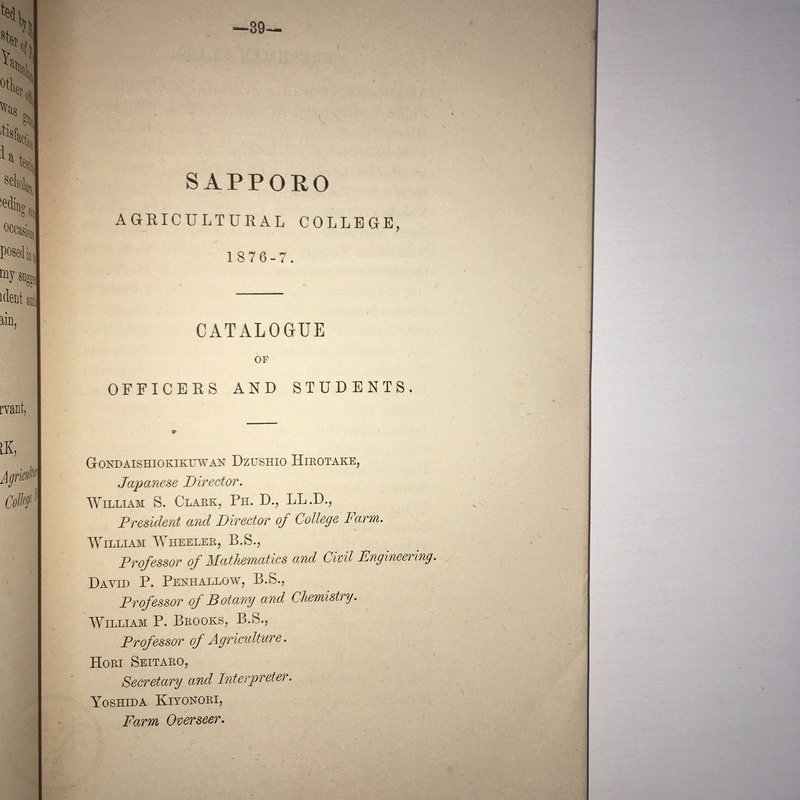 —39—
SAPPORO
AGRICULTURAL COLLEGE,
1876-7.
CATALOGUE
OF
OFFICERS AND STUDENTS.
GONDAISHIOKIKUWAN DZUSHIO HIROTAKE,
Japanese Director.
WILLIAM S. CLARK, PH. D., LL.D.,
President and Director of College Farm.
WILLIAM WHEELER, B.S.,
Professor of Mathematics and Civil Engineering.
DAVID P. PENHALLOW, B.S.,
Professor of Botany and Chemistry.
WILLIAM P. BROOKS, B.S.,
Professor of Agriculture.
HORI SEITARO,
Secretary and Interpreter.
YOSHIDA KIYONORI,
Farm Overseer.